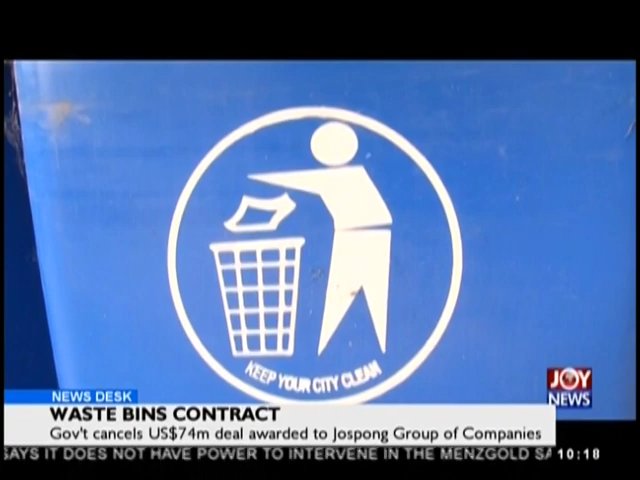 KEEP YOUR CITY CLEAN
JOY
NEWS
NEWS DESK
WASTE BINS CONTRACT
Gov't cancels US$74m deal awarded to Jospong Group of Companies
SAYS IT DOES NOT HAVE POWER TO INTERVENE IN THE MENZGOLD
10:18